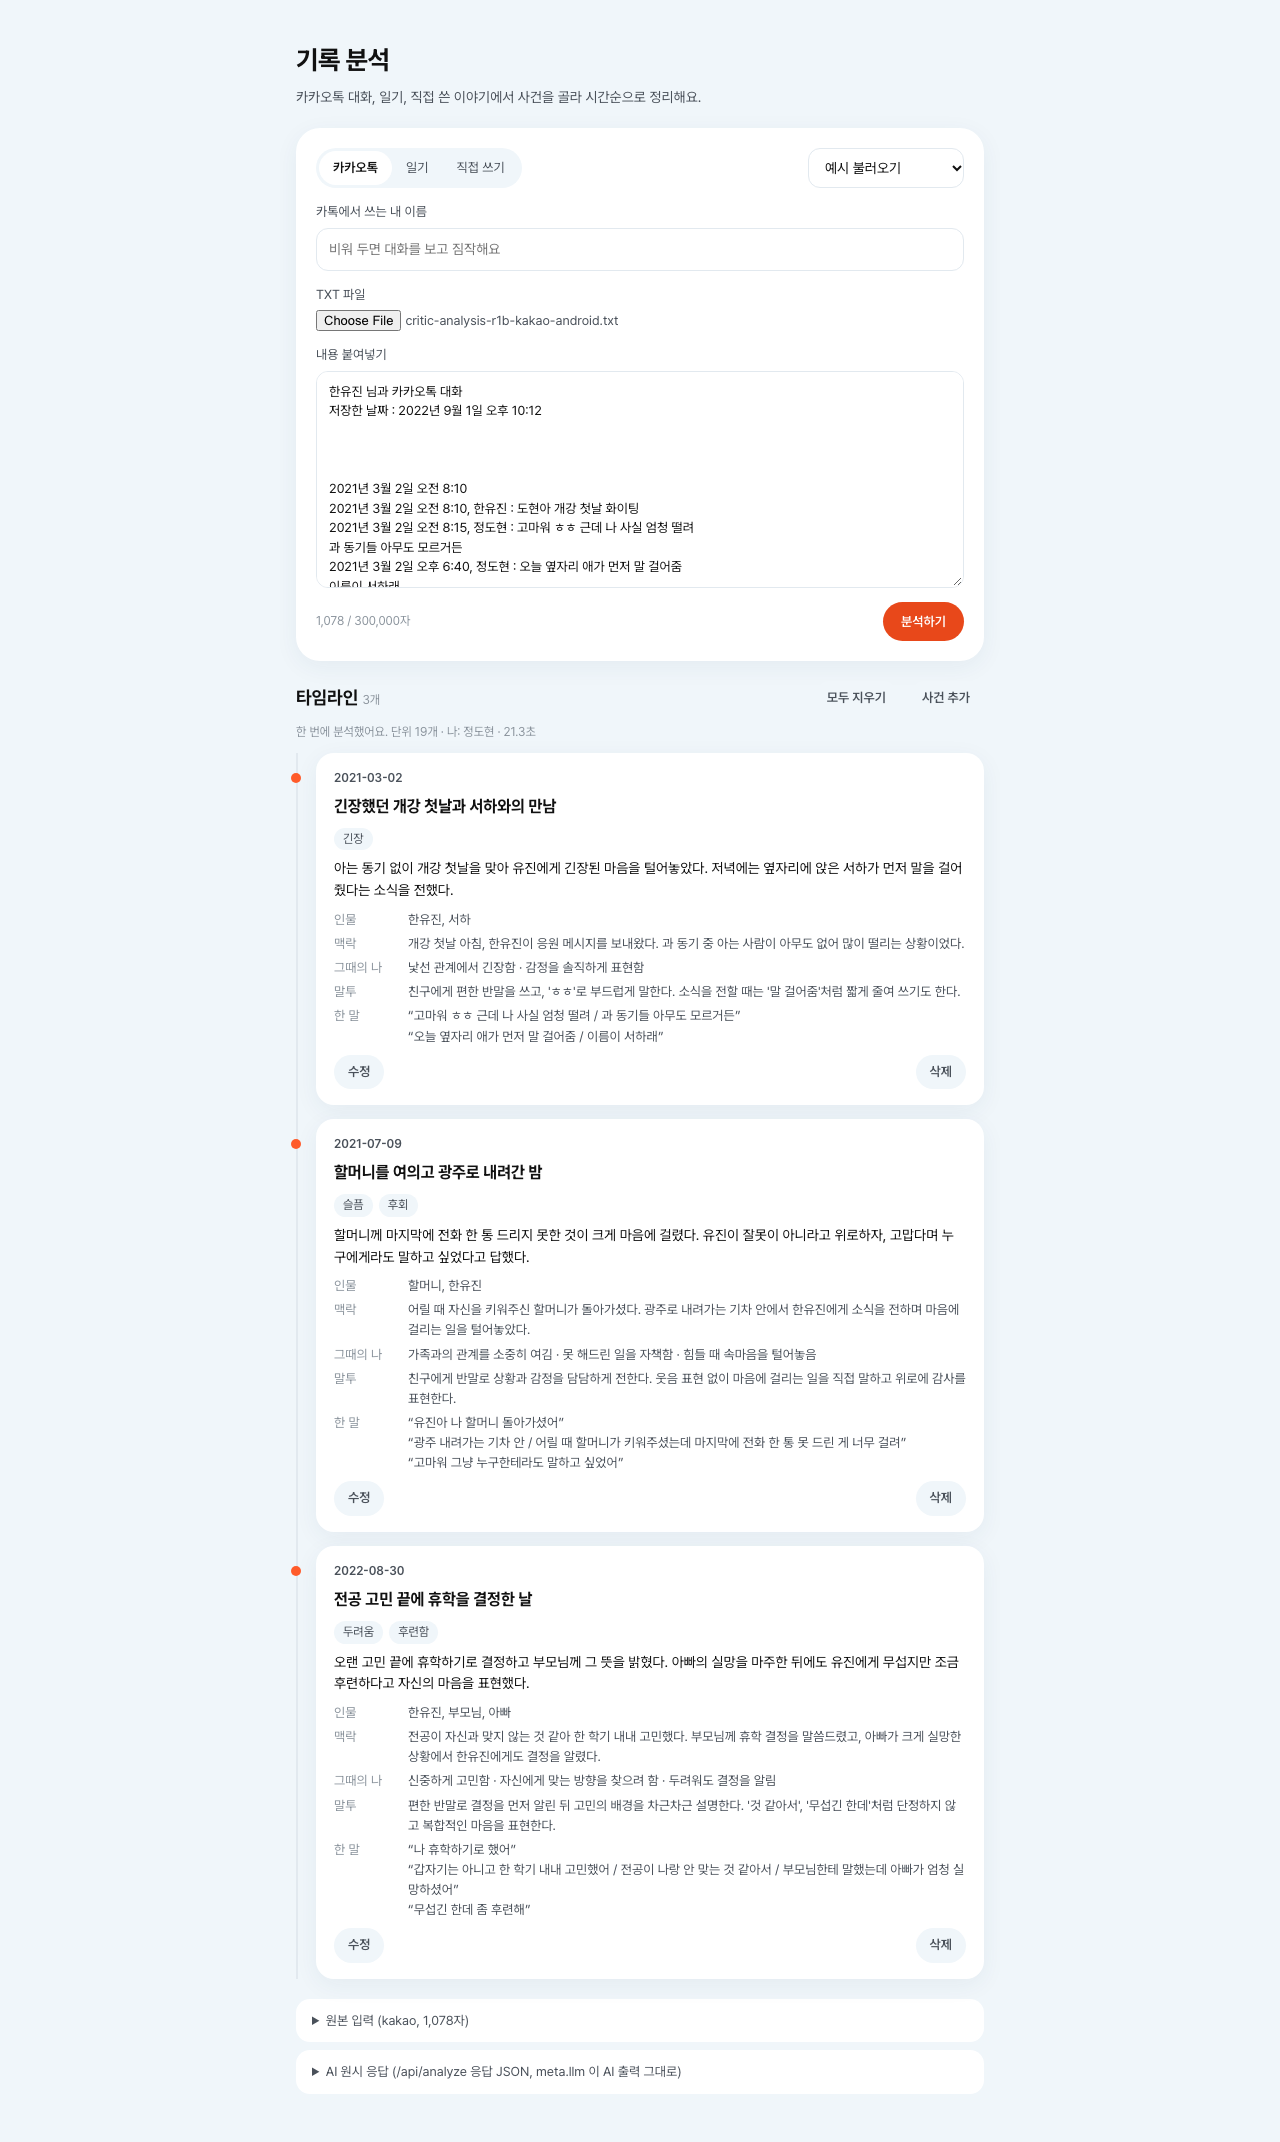 기록 분석
카카오톡 대화, 일기, 직접 쓴 이야기에서 사건을 골라 시간순으로 정리해요.
카카오톡 일기 직접 쓰기 예시 불러오기
카톡에서 쓰는 내 이름
비워 두면 대화를 보고 짐작해요
TXT 파일
Choose File critic-analysis-r1b-kakao-android.txt
내용 붙여넣기
한유진 님과 카카오톡 대화
저장한 날짜 : 2022년 9월 1일 오후 10:12
2021년 3월 2일 오전 8:10
2021년 3월 2일 오전 8:10, 한유진 : 도현아 개강 첫날 화이팅
2021년 3월 2일 오전 8:15, 정도현 : 고마워 ㅎㅎ 근데 나 사실 엄청 떨려
과 동기들 아무도 모르거든
2021년 3월 2일 오후 6:40, 정도현 : 오늘 옆자리 애가 먼저 말 걸어줌
이름이 서하래
1,078 / 300,000자 분석하기
타임라인 3개 모두 지우기 사건 추가
한 번에 분석했어요. 단위 19개 · 나: 정도현 · 21.3초
2021-03-02
긴장했던 개강 첫날과 서하와의 만남
긴장
아는 동기 없이 개강 첫날을 맞아 유진에게 긴장된 마음을 털어놓았다. 저녁에는 옆자리에 앉은 서하가 먼저 말을 걸어
줬다는 소식을 전했다.
인물 한유진, 서하
맥락 개강 첫날 아침, 한유진이 응원 메시지를 보내왔다. 과 동기 중 아는 사람이 아무도 없어 많이 떨리는 상황이었다.
그때의 나 낯선 관계에서 긴장함 · 감정을 솔직하게 표현함
말투 친구에게 편한 반말을 쓰고, 'ㅎㅎ'로 부드럽게 말한다. 소식을 전할 때는 '말 걸어줌'처럼 짧게 줄여 쓰기도 한다.
한 말 “고마워 ㅎㅎ 근데 나 사실 엄청 떨려 / 과 동기들 아무도 모르거든”
“오늘 옆자리 애가 먼저 말 걸어줌 / 이름이 서하래”
수정 삭제
2021-07-09
할머니를 여의고 광주로 내려간 밤
슬픔 후회
할머니께 마지막에 전화 한 통 드리지 못한 것이 크게 마음에 걸렸다. 유진이 잘못이 아니라고 위로하자, 고맙다며 누
구에게라도 말하고 싶었다고 답했다.
인물 할머니, 한유진
맥락 어릴 때 자신을 키워주신 할머니가 돌아가셨다. 광주로 내려가는 기차 안에서 한유진에게 소식을 전하며 마음에
걸리는 일을 털어놓았다.
그때의 나 가족과의 관계를 소중히 여김 · 못 해드린 일을 자책함 · 힘들 때 속마음을 털어놓음
말투 친구에게 반말로 상황과 감정을 담담하게 전한다. 웃음 표현 없이 마음에 걸리는 일을 직접 말하고 위로에 감사를
표현한다.
한 말 “유진아 나 할머니 돌아가셨어”
“광주 내려가는 기차 안 / 어릴 때 할머니가 키워주셨는데 마지막에 전화 한 통 못 드린 게 너무 걸려”
“고마워 그냥 누구한테라도 말하고 싶었어”
수정 삭제
2022-08-30
전공 고민 끝에 휴학을 결정한 날
두려움 후련함
오랜 고민 끝에 휴학하기로 결정하고 부모님께 그 뜻을 밝혔다. 아빠의 실망을 마주한 뒤에도 유진에게 무섭지만 조금
후련하다고 자신의 마음을 표현했다.
인물 한유진, 부모님, 아빠
맥락 전공이 자신과 맞지 않는 것 같아 한 학기 내내 고민했다. 부모님께 휴학 결정을 말씀드렸고, 아빠가 크게 실망한
상황에서 한유진에게도 결정을 알렸다.
그때의 나 신중하게 고민함 · 자신에게 맞는 방향을 찾으려 함 · 두려워도 결정을 알림
말투 편한 반말로 결정을 먼저 알린 뒤 고민의 배경을 차근차근 설명한다. '것 같아서', '무섭긴 한데'처럼 단정하지 않
고 복합적인 마음을 표현한다.
한 말 “나 휴학하기로 했어”
“갑자기는 아니고 한 학기 내내 고민했어 / 전공이 나랑 안 맞는 것 같아서 / 부모님한테 말했는데 아빠가 엄청 실
망하셨어”
“무섭긴 한데 좀 후련해”
수정 삭제
▶ 원본 입력 (kakao, 1,078자)
▶ AI 원시 응답 (/api/analyze 응답 JSON, meta.llm 이 AI 출력 그대로)